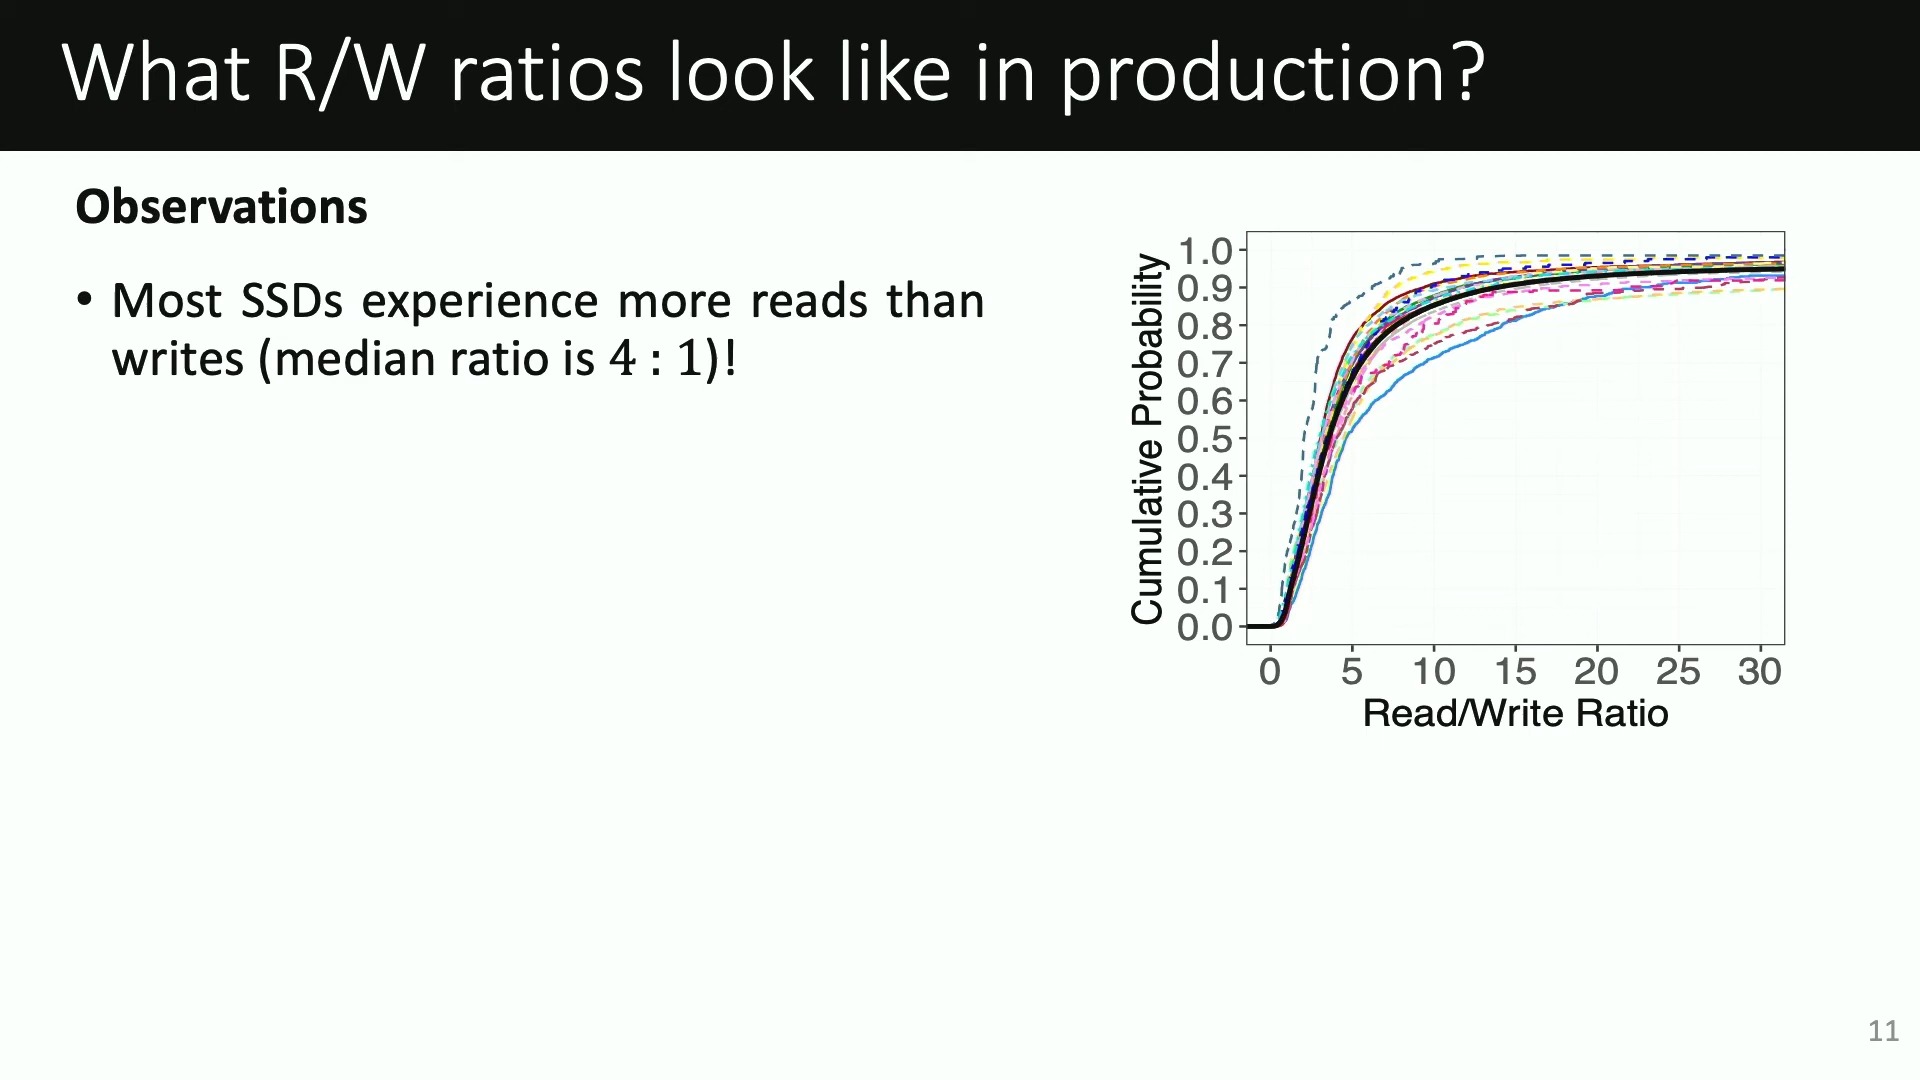 What R/W ratios look like in production?
Observations
• Most SSDs experience more reads than
writes (median ratio is 4 : 1)!
Cumulative Probability
1.0
0.9
0.8
0.7
0.6
0.5
0.4
0.3
0.2
0.1
0.0
0 5 10 15 20 25 30
Read/Write Ratio
11